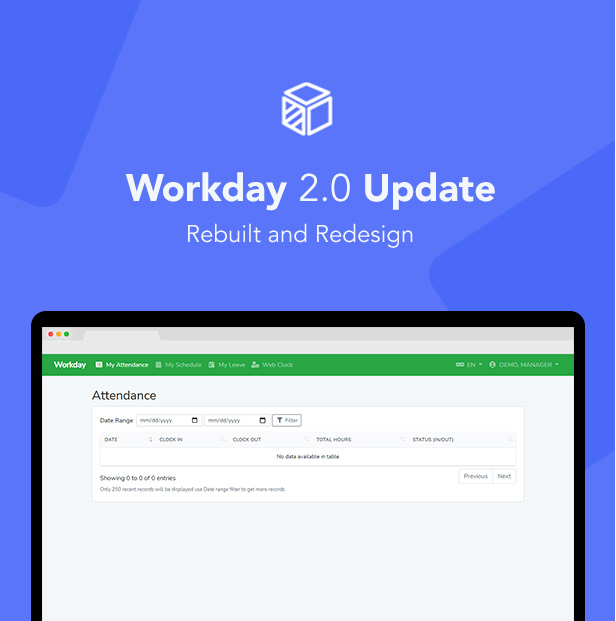 Workday 2.0 Update
Rebuilt and Redesign
Workday My Attendance My Schedule My Leave Web Clock EN DEMO, MANAGER
Attendance
Date Range mm/dd/yyyy mm/dd/yyyy Filter
DATE CLOCK IN CLOCK OUT TOTAL HOURS STATUS (IN/OUT)
No data available in table
Showing 0 to 0 of 0 entries
Previous Next
Only 250 recent records will be displayed use Date range filter to get more records